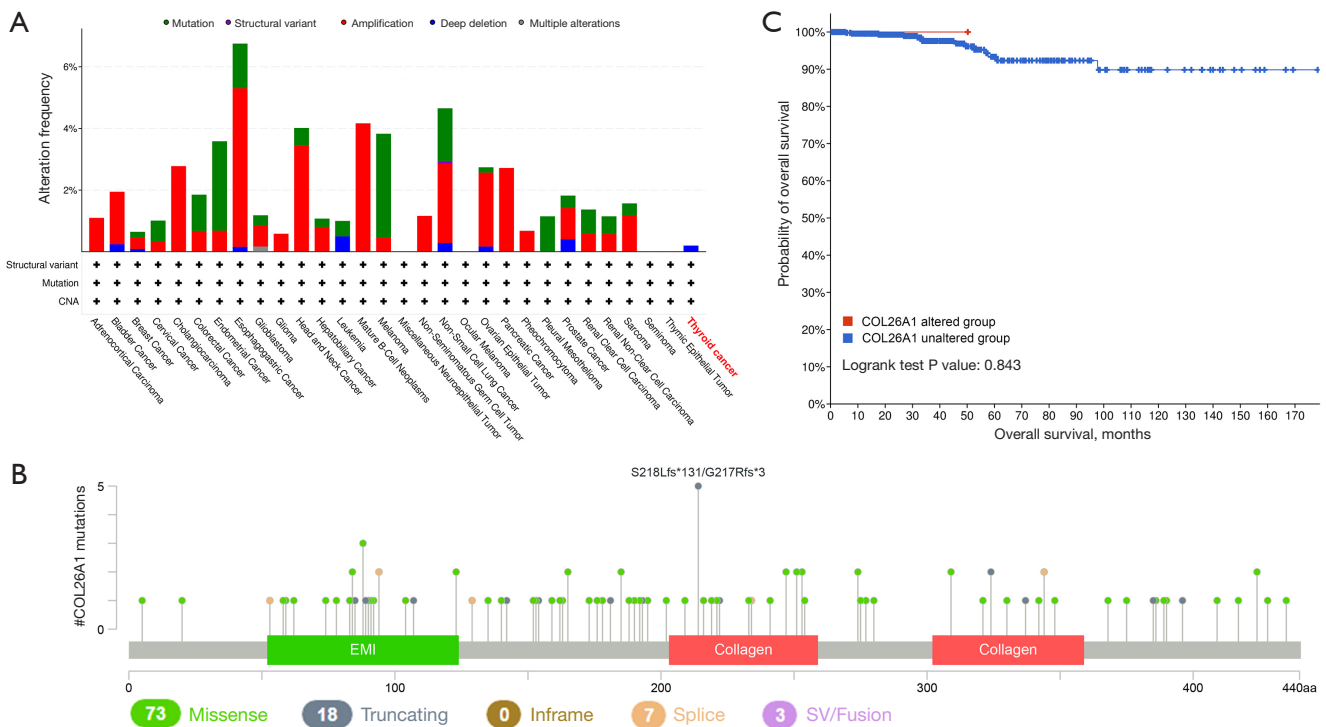 A
Mutation Structural variant Amplification Deep deletion Multiple alterations
Alteration frequency
6%
4%
2%
Structural variant
Mutation
CNA
Adrenocortical Carcinoma
Bladder Cancer
Breast Cancer
Cervical Cancer
Cholangiocarcinoma
Colorectal Cancer
Endometrial Cancer
Esophagogastric Cancer
Glioblastoma
Glioma
Head and Neck Cancer
Hepatobiliary Cancer
Leukemia
Mature B-Cell Neoplasms
Melanoma
Miscellaneous Neuroepithelial Tumor
Non-Seminomatous Germ Cell Tumor
Non-Small Cell Lung Cancer
Ocular Melanoma
Ovarian Epithelial Tumor
Pancreatic Cancer
Pheochromocytoma
Pleural Mesothelioma
Prostate Cancer
Renal Clear Cell Carcinoma
Renal Non-Clear Cell Carcinoma
Sarcoma
Seminoma
Thymic Epithelial Tumor
Thyroid cancer
C
Probability of overall survival
100%
90%
80%
70%
60%
50%
40%
30%
20%
10%
0%
COL26A1 altered group
COL26A1 unaltered group
Logrank test P value: 0.843
0 10 20 30 40 50 60 70 80 90 100 110 120 130 140 150 160 170
Overall survival, months
B
#COL26A1 mutations
5
0
S218Lfs*131/G217Rfs*3
EMI Collagen Collagen
0 100 200 300 400 440aa
73 Missense 18 Truncating 0 Inframe 7 Splice 3 SV/Fusion